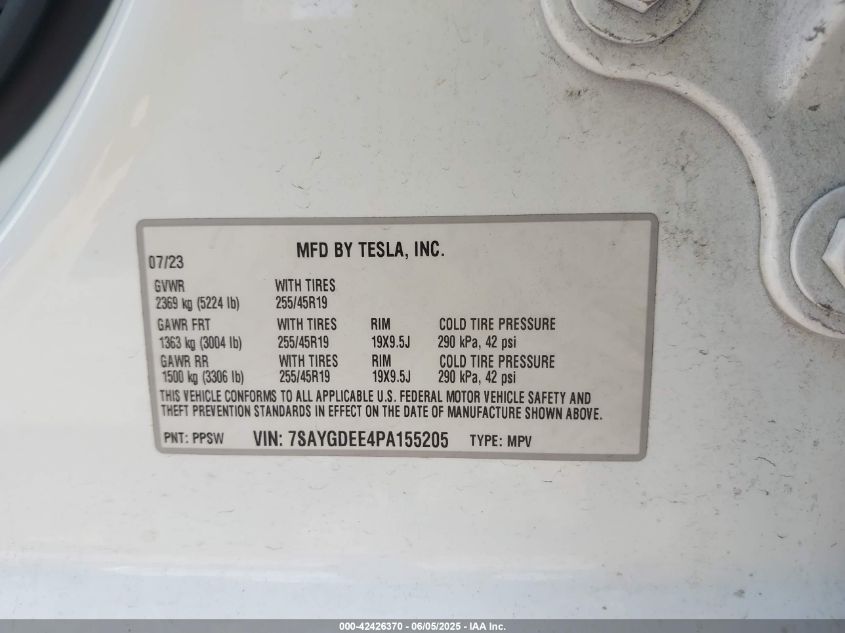 MFD BY TESLA, INC.
07/23
GVWR WITH TIRES
2369 kg (5224 lb) 255/45R19
GAWR FRT WITH TIRES RIM COLD TIRE PRESSURE
1363 kg (3004 lb) 255/45R19 19X9.5J 290 kPa, 42 psi
GAWR RR WITH TIRES RIM COLD TIRE PRESSURE
1500 kg (3306 lb) 255/45R19 19X9.5J 290 kPa, 42 psi
THIS VEHICLE CONFORMS TO ALL APPLICABLE U.S. FEDERAL MOTOR VEHICLE SAFETY AND
THEFT PREVENTION STANDARDS IN EFFECT ON THE DATE OF MANUFACTURE SHOWN ABOVE.
PNT: PPSW VIN: 7SAYGDEE4PA155205 TYPE: MPV
000-42426370 - 06/05/2025 - IAA Inc.